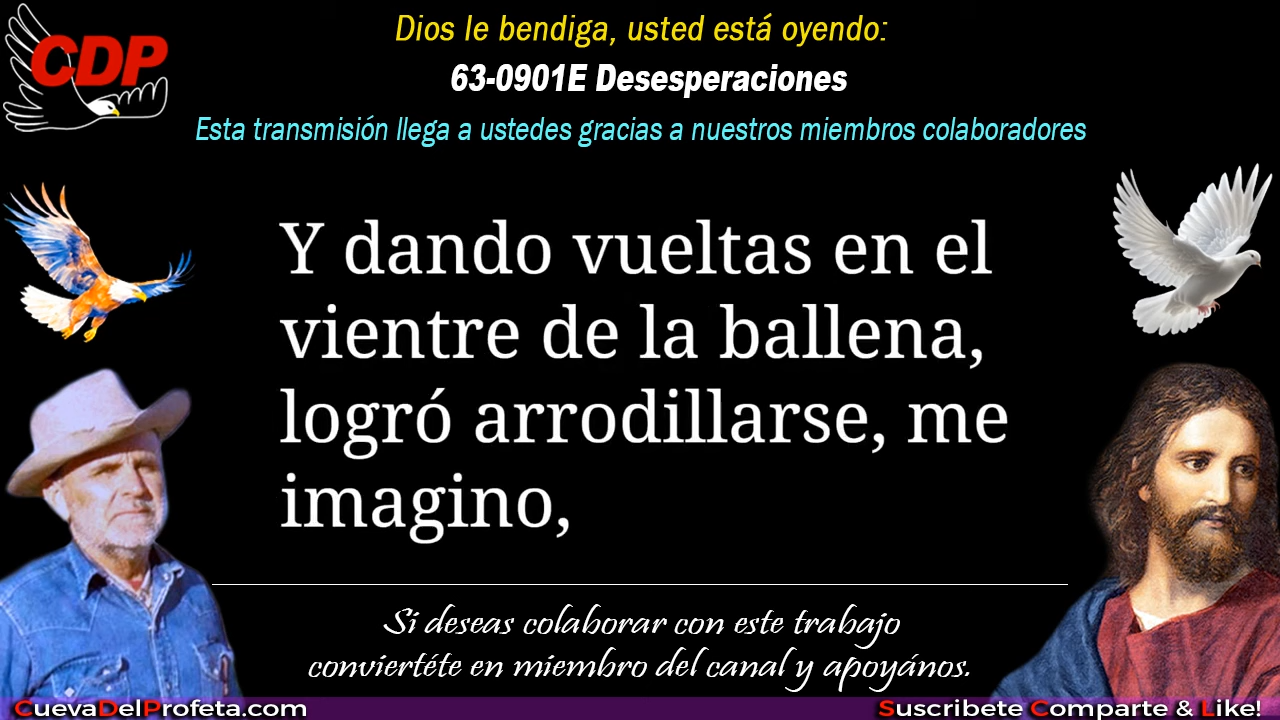 CDP
Dios le bendiga, usted está oyendo:
63-0901E Desesperaciones
Esta transmisión llega a ustedes gracias a nuestros miembros colaboradores
Y dando vueltas en el
vientre de la ballena,
logró arrodillarse, me
imagino,
Si deseas colaborar con este trabajo
conviertéte en miembro del canal y apoyános.
CuevaDelProfeta.com
Suscribete Comparte & Like!